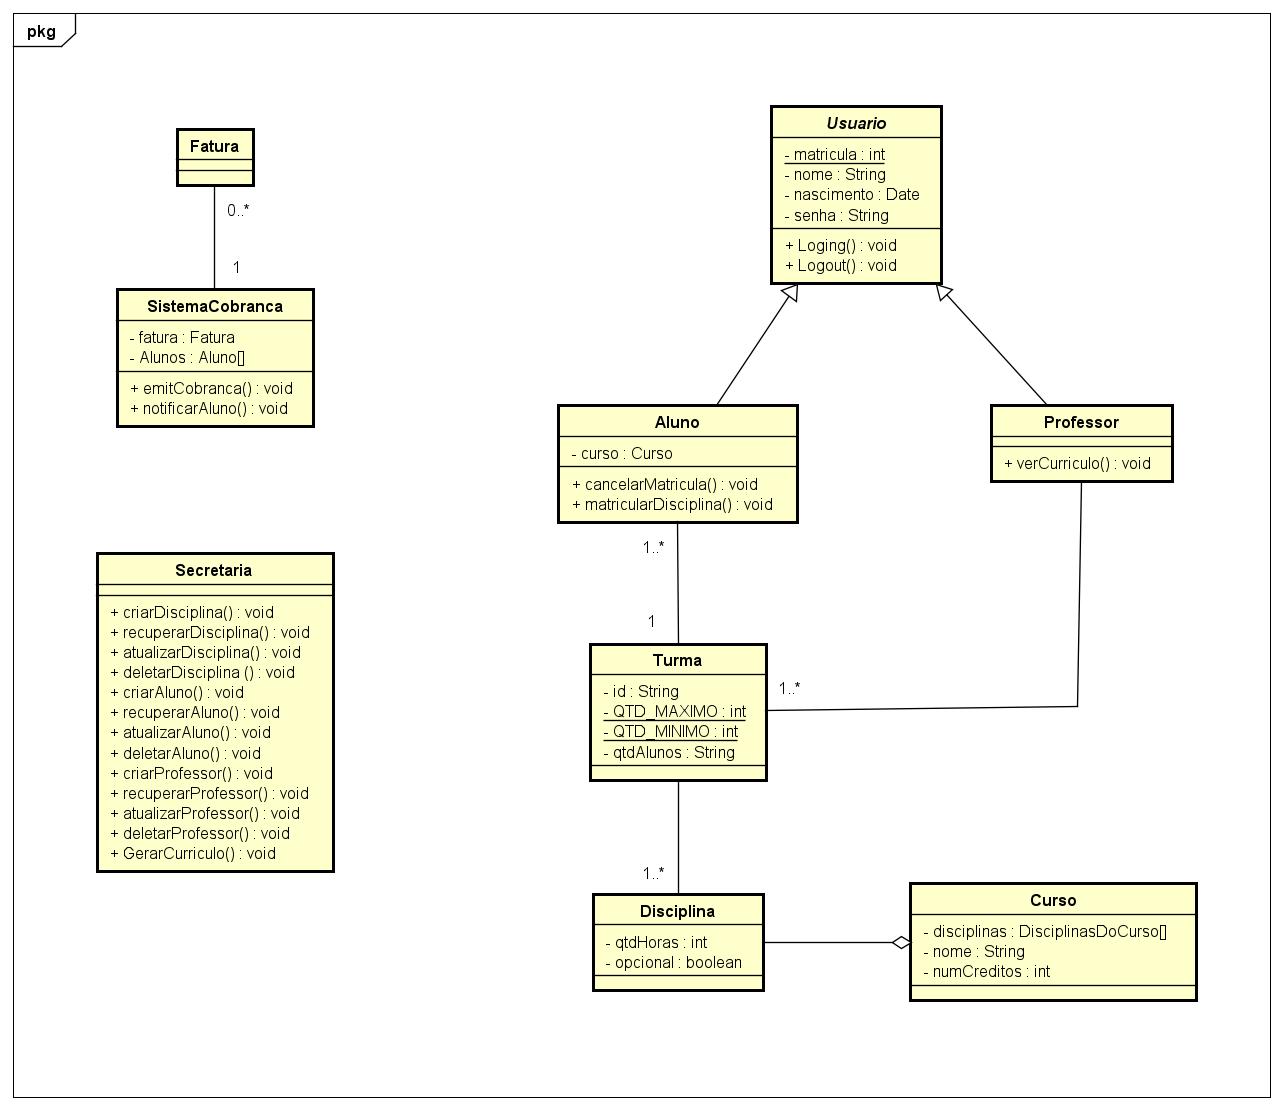 pkg
Fatura
0..*
1
SistemaCobranca
- fatura : Fatura
- Alunos : Aluno[]
+ emitCobranca() : void
+ notificarAluno() : void
Usuario
- matricula : int
- nome : String
- nascimento : Date
- senha : String
+ Loging() : void
+ Logout() : void
Aluno
- curso : Curso
+ cancelarMatricula() : void
+ matricularDisciplina() : void
Professor
+ verCurriculo() : void
1..*
1
Secretaria
+ criarDisciplina() : void
+ recuperarDisciplina() : void
+ atualizarDisciplina() : void
+ deletarDisciplina () : void
+ criarAluno() : void
+ recuperarAluno() : void
+ atualizarAluno() : void
+ deletarAluno() : void
+ criarProfessor() : void
+ recuperarProfessor() : void
+ atualizarProfessor() : void
+ deletarProfessor() : void
+ GerarCurriculo() : void
Turma
- id : String
- QTD_MAXIMO : int
- QTD_MINIMO : int
- qtdAlunos : String
1..*
1..*
Disciplina
- qtdHoras : int
- opcional : boolean
Curso
- disciplinas : DisciplinasDoCurso[]
- nome : String
- numCreditos : int